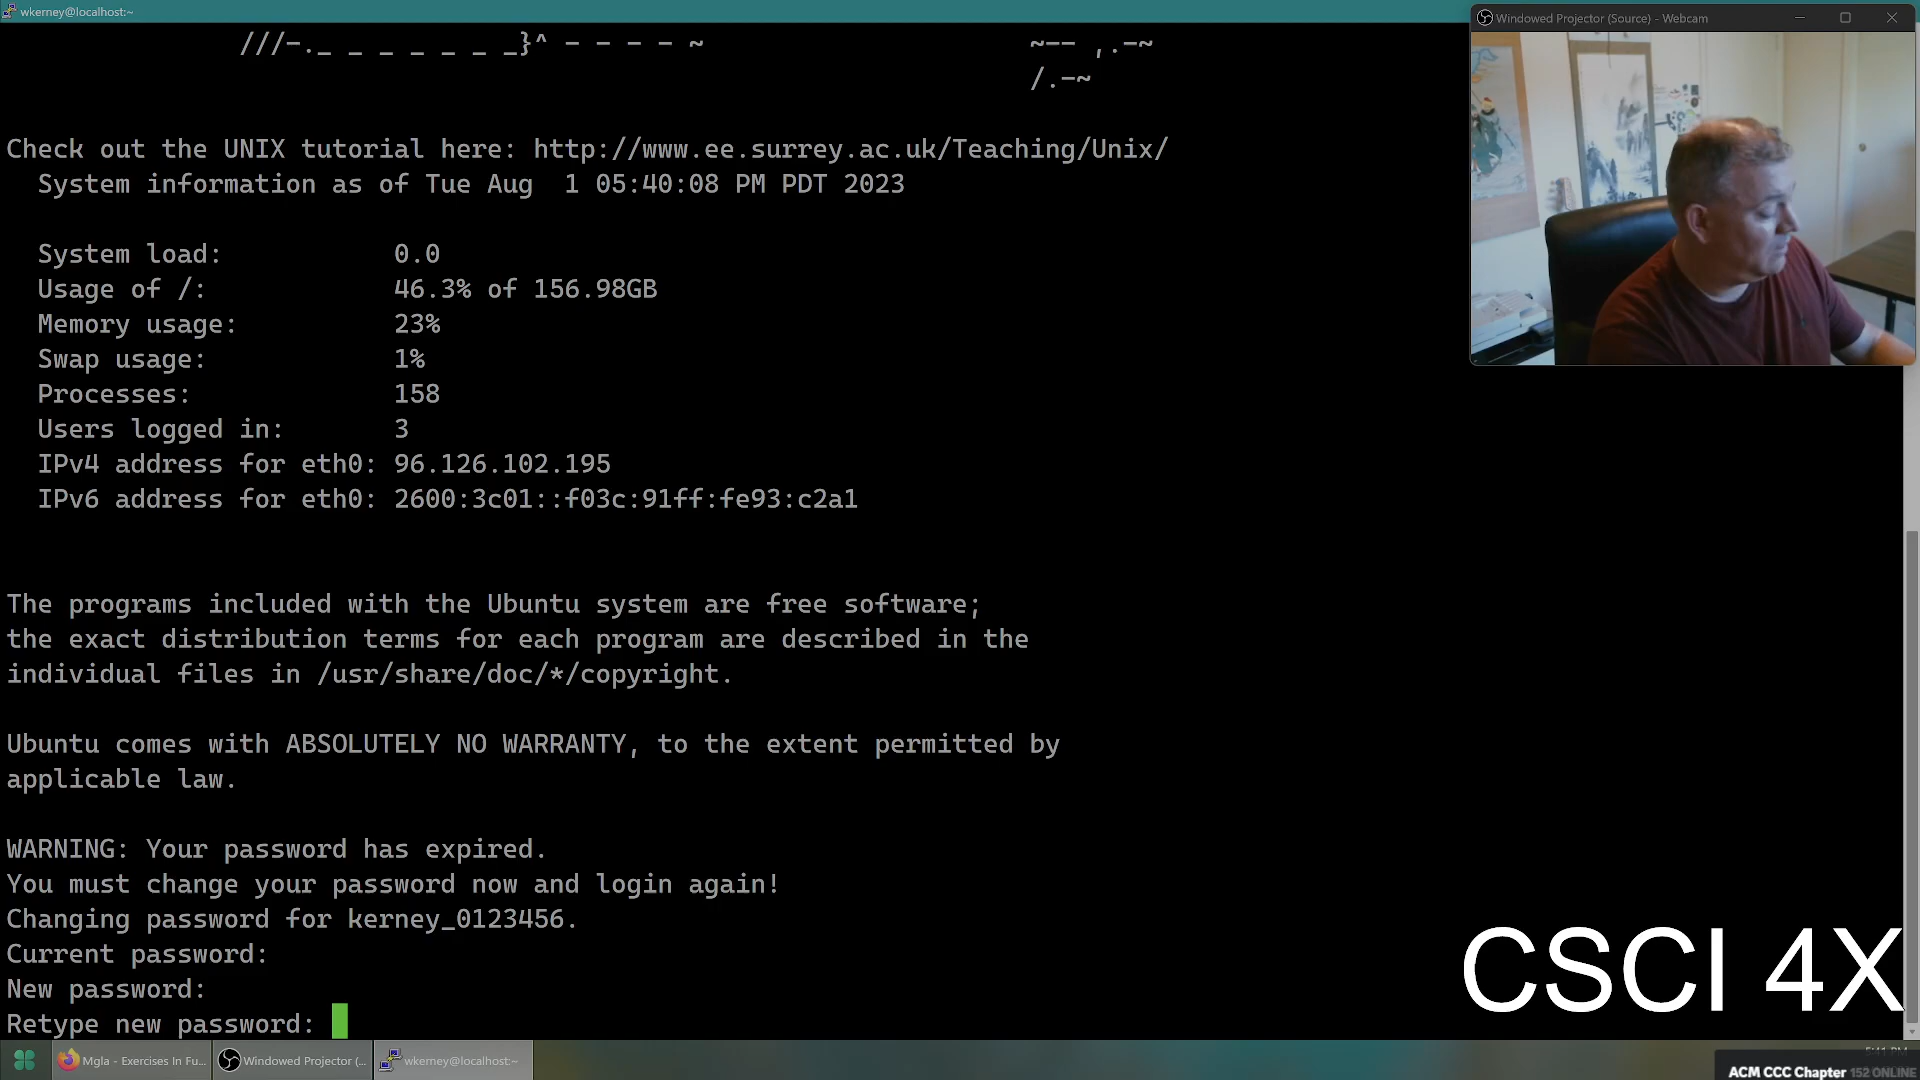 wkerney@localhost:~
Windowed Projector (Source) - Webcam
///-._ _ _ _ _ _ _}^ - - - - ~ ~-- ,.-~
/.-~
Check out the UNIX tutorial here: http://www.ee.surrey.ac.uk/Teaching/Unix/
System information as of Tue Aug  1 05:40:08 PM PDT 2023
System load: 0.0
Usage of /: 46.3% of 156.98GB
Memory usage: 23%
Swap usage: 1%
Processes: 158
Users logged in: 3
IPv4 address for eth0: 96.126.102.195
IPv6 address for eth0: 2600:3c01::f03c:91ff:fe93:c2a1
The programs included with the Ubuntu system are free software;
the exact distribution terms for each program are described in the
individual files in /usr/share/doc/*/copyright.
Ubuntu comes with ABSOLUTELY NO WARRANTY, to the extent permitted by
applicable law.
WARNING: Your password has expired.
You must change your password now and login again!
Changing password for kerney_0123456.
Current password:
New password:
Retype new password:
CSCI 4X
Mgla - Exercises In Fu...
Windowed Projector (...
wkerney@localhost:~
5:41 PM
ACM CCC Chapter 152 ONLINE